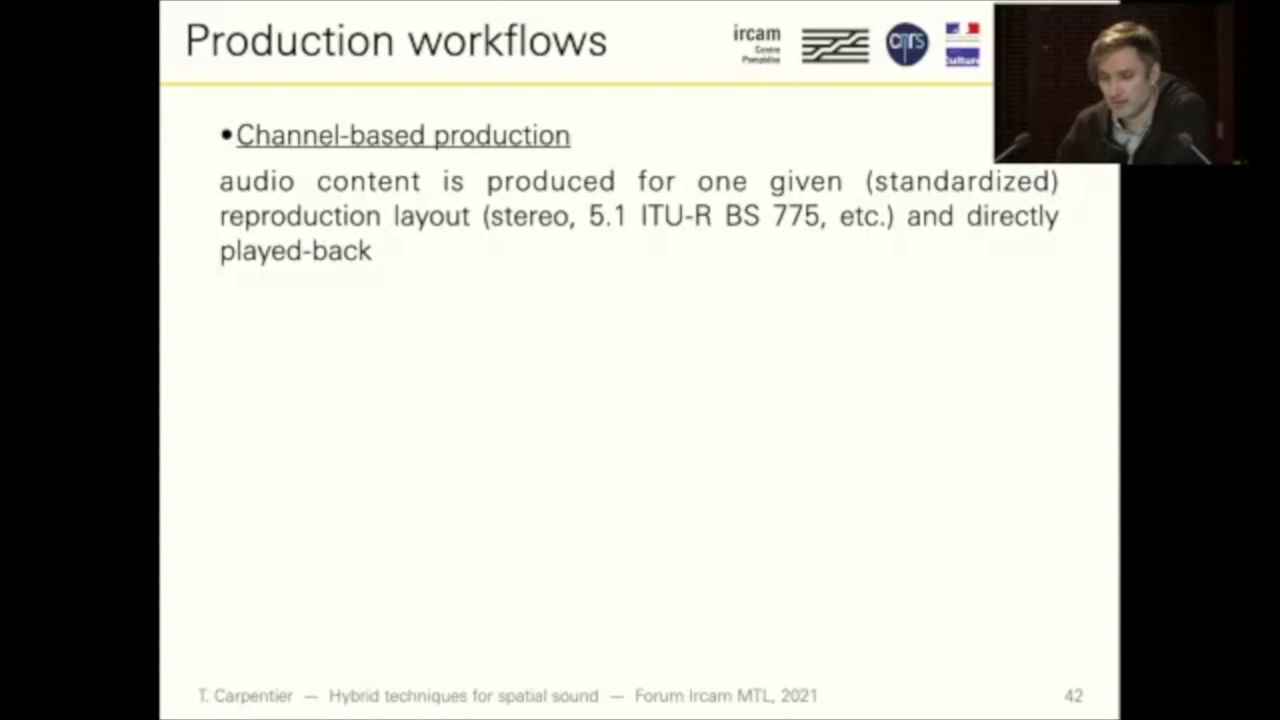 Production workflows
ircam
Centre
Pompidou
cnrs
Culture
•Channel-based production
audio content is produced for one given (standardized)
reproduction layout (stereo, 5.1 ITU-R BS 775, etc.) and directly
played-back
T. Carpentier — Hybrid techniques for spatial sound — Forum Ircam MTL, 2021
42